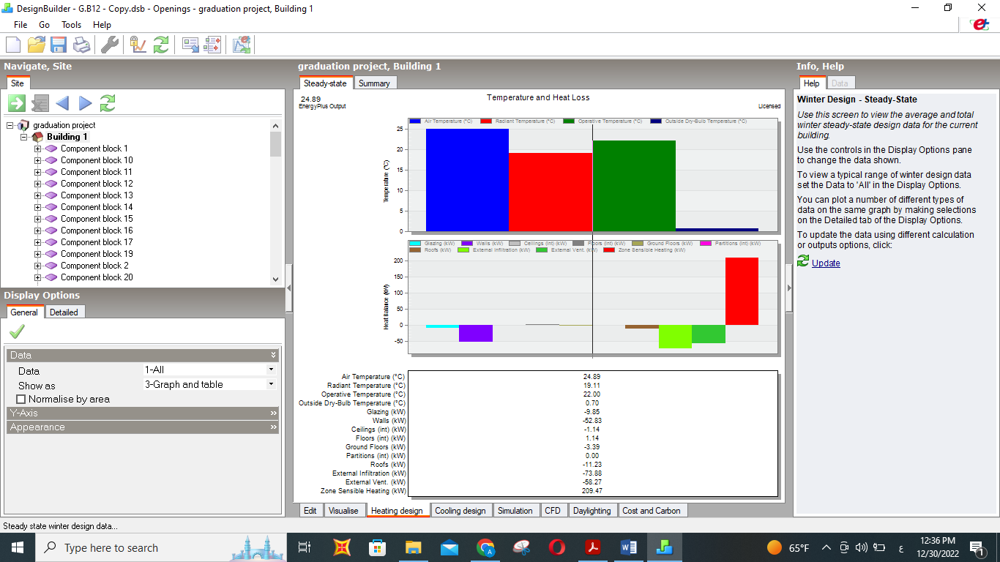 DesignBuilder - G.B12 - Copy.dsb - Openings - graduation project, Building 1
File Go Tools Help
Navigate, Site
Site
graduation project
Building 1
Component block 1
Component block 10
Component block 11
Component block 12
Component block 13
Component block 14
Component block 15
Component block 16
Component block 17
Component block 19
Component block 2
Component block 20
Display Options
General Detailed
Data
Data 1-All
Show as 3-Graph and table
Normalise by area
Y-Axis
Appearance
graduation project, Building 1
Steady-state Summary
24.89
EnergyPlus Output
Temperature and Heat Loss
Licensed
Air Temperature (°C) Radiant Temperature (°C) Operative Temperature (°C) Outside Dry-Bulb Temperature (°C)
Temperature (°C)
25
20
15
10
5
0
Glazing (kW) Walls (kW) Ceilings (int) (kW) Floors (int) (kW) Ground Floors (kW) Partitions (int) (kW)
Roofs (kW) External Infiltration (kW) External Vent. (kW) Zone Sensible Heating (kW)
Heat Balance (kW)
200
150
100
50
0
-50
Air Temperature (°C) 24.89
Radiant Temperature (°C) 19.11
Operative Temperature (°C) 22.00
Outside Dry-Bulb Temperature (°C) 0.70
Glazing (kW) -9.85
Walls (kW) -52.83
Ceilings (int) (kW) -1.14
Floors (int) (kW) 1.14
Ground Floors (kW) -3.39
Partitions (int) (kW) 0.00
Roofs (kW) -11.23
External Infiltration (kW) -73.88
External Vent. (kW) -58.27
Zone Sensible Heating (kW) 209.47
Edit Visualise Heating design Cooling design Simulation CFD Daylighting Cost and Carbon
Info, Help
Help Data
Winter Design - Steady-State
Use this screen to view the average and total
winter steady-state design data for the current
building.
Use the controls in the Display Options pane
to change the data shown.
To view a typical range of winter design data
set the Data to 'All' in the Display Options.
You can plot a number of different types of
data on the same graph by making selections
on the Detailed tab of the Display Options.
To update the data using different calculation
or outputs options, click:
Update
Steady state winter design data...
Type here to search
65°F
ع
12:36 PM
12/30/2022
1